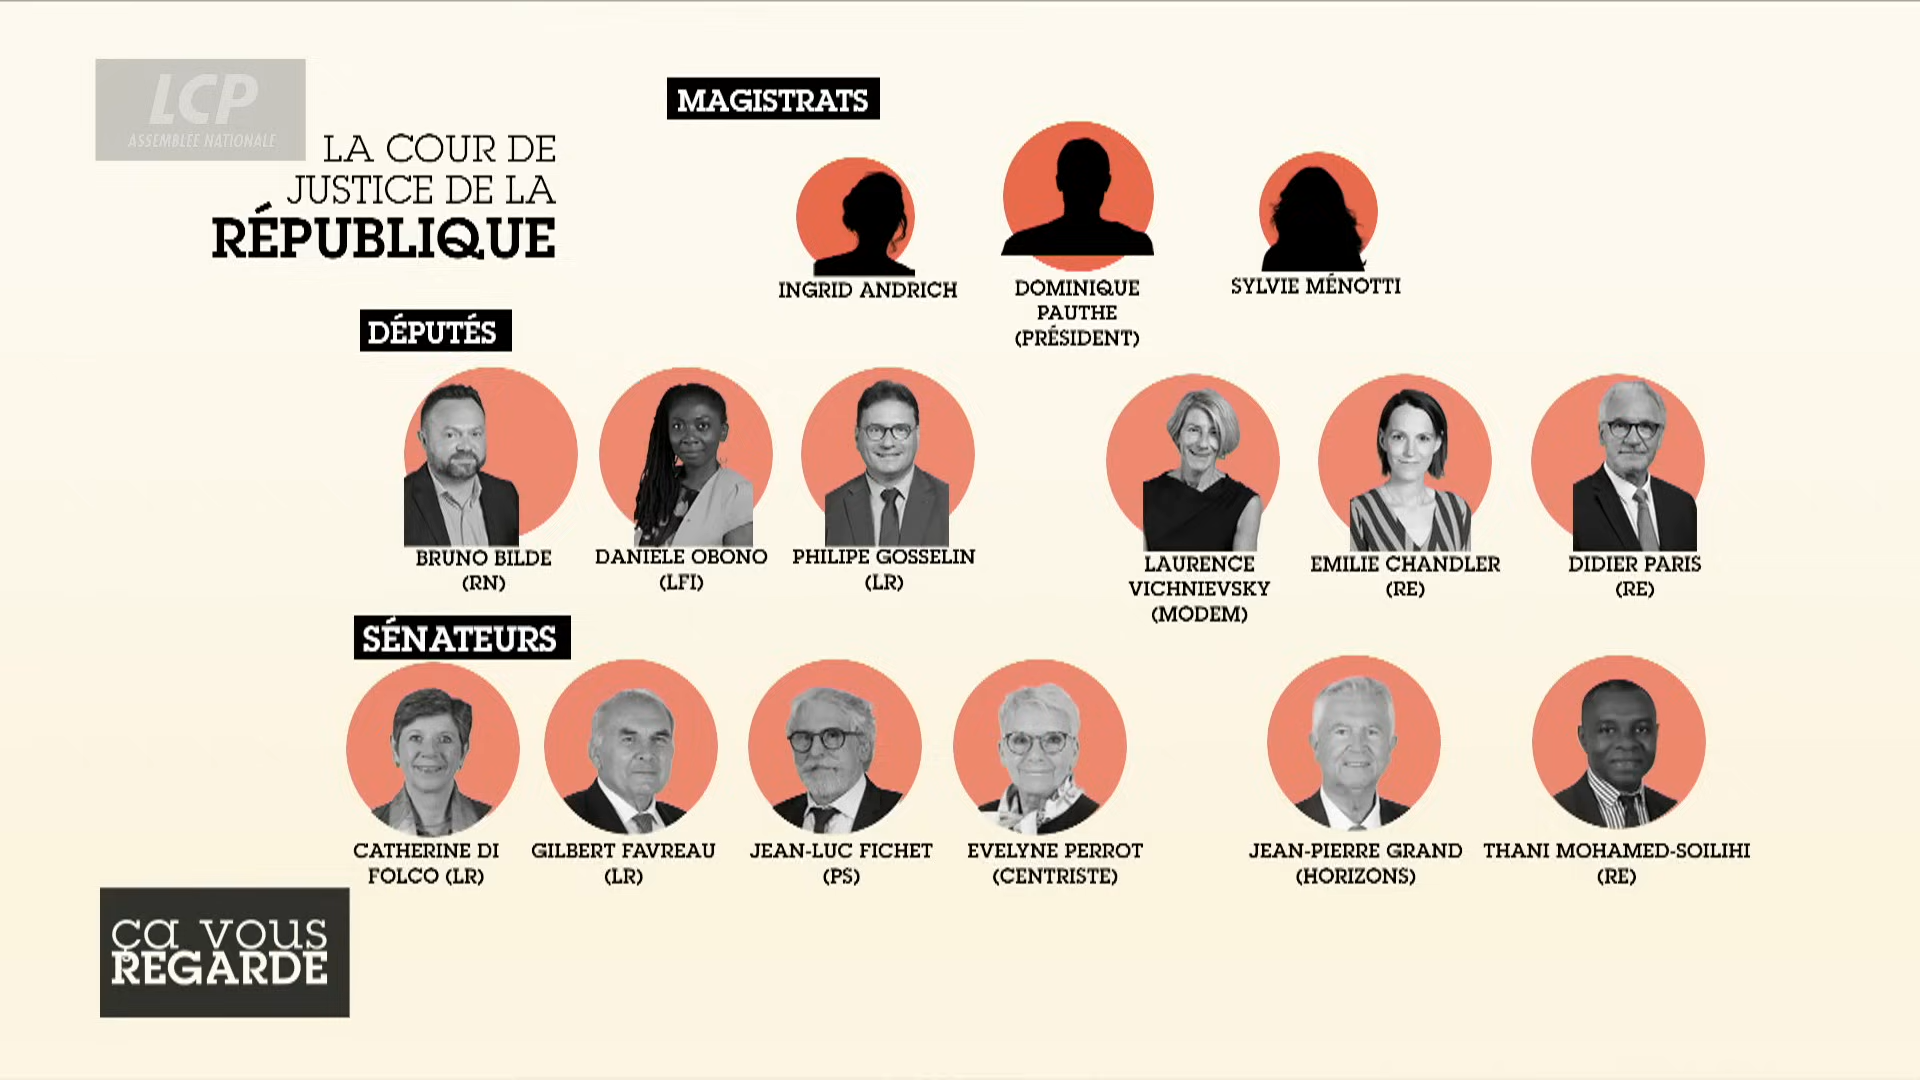 LCP
ASSEMBLEE NATIONALE
LA COUR DE
JUSTICE DE LA
RÉPUBLIQUE
MAGISTRATS
INGRID ANDRICH
DOMINIQUE
PAUTHE
(PRÉSIDENT)
SYLVIE MÉNOTTI
DÉPUTÉS
BRUNO BILDE
(RN)
DANIELE OBONO
(LFI)
PHILIPE GOSSELIN
(LR)
LAURENCE
VICHNIEVSKY
(MODEM)
EMILIE CHANDLER
(RE)
DIDIER PARIS
(RE)
SÉNATEURS
CATHERINE DI
FOLCO (LR)
GILBERT FAVREAU
(LR)
JEAN-LUC FICHET
(PS)
EVELYNE PERROT
(CENTRISTE)
JEAN-PIERRE GRAND
(HORIZONS)
THANI MOHAMED-SOILIHI
(RE)
ça vous
REGARDE